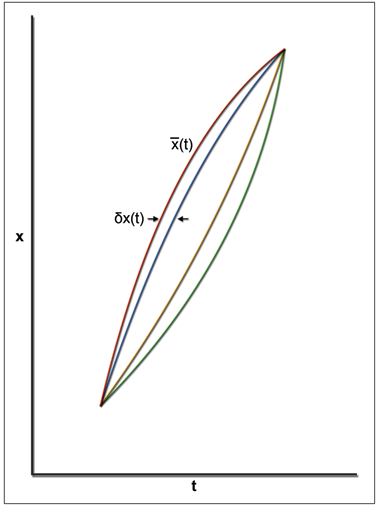 x̅(t)
δx(t)
x
t